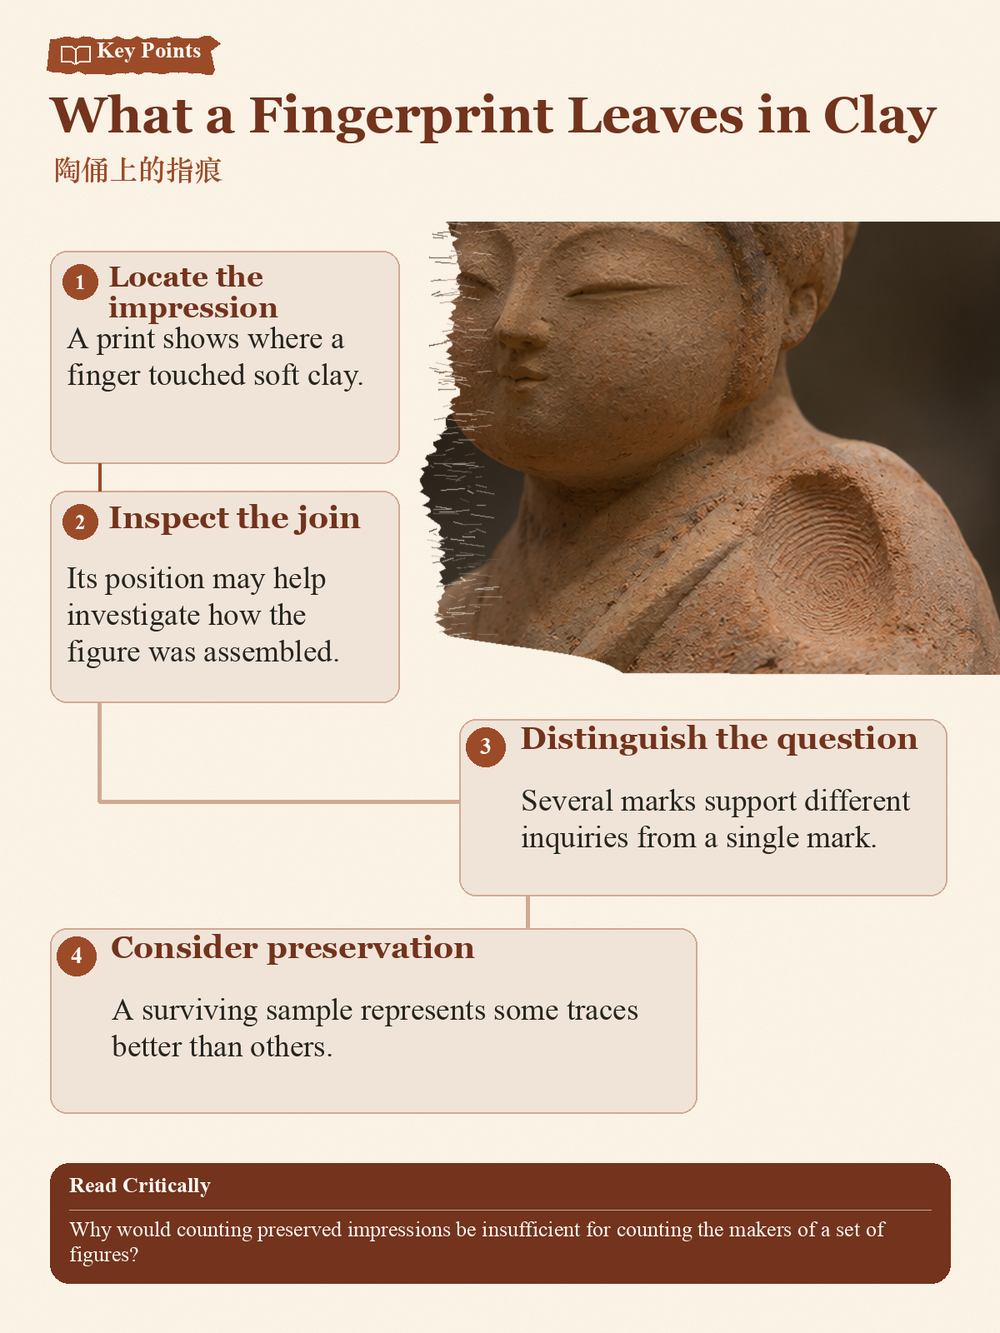 Key Points
What a Fingerprint Leaves in Clay
陶俑上的指痕
1
Locate the
impression
A print shows where a
finger touched soft clay.
2
Inspect the join
Its position may help
investigate how the
figure was assembled.
3
Distinguish the question
Several marks support different
inquiries from a single mark.
4
Consider preservation
A surviving sample represents some traces
better than others.
Read Critically
Why would counting preserved impressions be insufficient for counting the makers of a set of
figures?